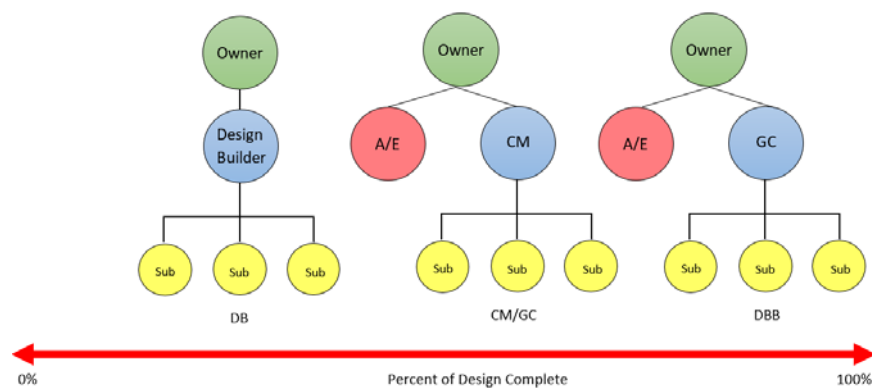 Owner
Owner
Owner
Design
Builder
A/E
CM
A/E
GC
Sub
Sub
Sub
Sub
Sub
Sub
Sub
Sub
Sub
DB
CM/GC
DBB
0%
Percent of Design Complete
100%